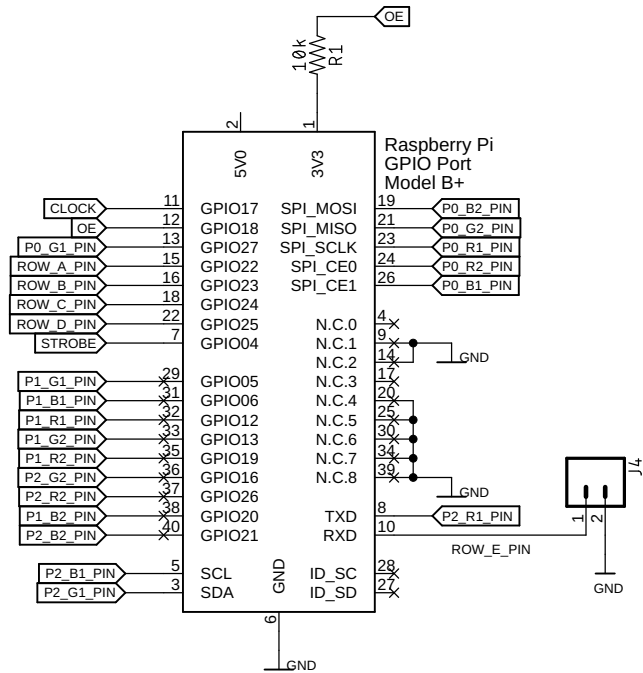 OE
10k
R1
2
1
Raspberry Pi
GPIO Port
Model B+
5V0
3V3
CLOCK 11 GPIO17 SPI_MOSI 19 P0_B2_PIN
OE 12 GPIO18 SPI_MISO 21 P0_G2_PIN
P0_G1_PIN 13 GPIO27 SPI_SCLK 23 P0_R1_PIN
ROW_A_PIN 15 GPIO22 SPI_CE0 24 P0_R2_PIN
ROW_B_PIN 16 GPIO23 SPI_CE1 26 P0_B1_PIN
ROW_C_PIN 18 GPIO24
ROW_D_PIN 22 GPIO25 N.C.0 4
STROBE 7 GPIO04 N.C.1 9
N.C.2 14 GND
P1_G1_PIN 29 GPIO05 N.C.3 17
P1_B1_PIN 31 GPIO06 N.C.4 20
P1_R1_PIN 32 GPIO12 N.C.5 25
P1_G2_PIN 33 GPIO13 N.C.6 30
P1_R2_PIN 35 GPIO19 N.C.7 34
P2_G2_PIN 36 GPIO16 N.C.8 39
P2_R2_PIN 37 GPIO26 GND
P1_B2_PIN 38 GPIO20 TXD 8 P2_R1_PIN
P2_B2_PIN 40 GPIO21 RXD 10
ROW_E_PIN
J4
1
2
GND
P2_B1_PIN 5 SCL GND ID_SC 28
P2_G1_PIN 3 SDA ID_SD 27
6
GND